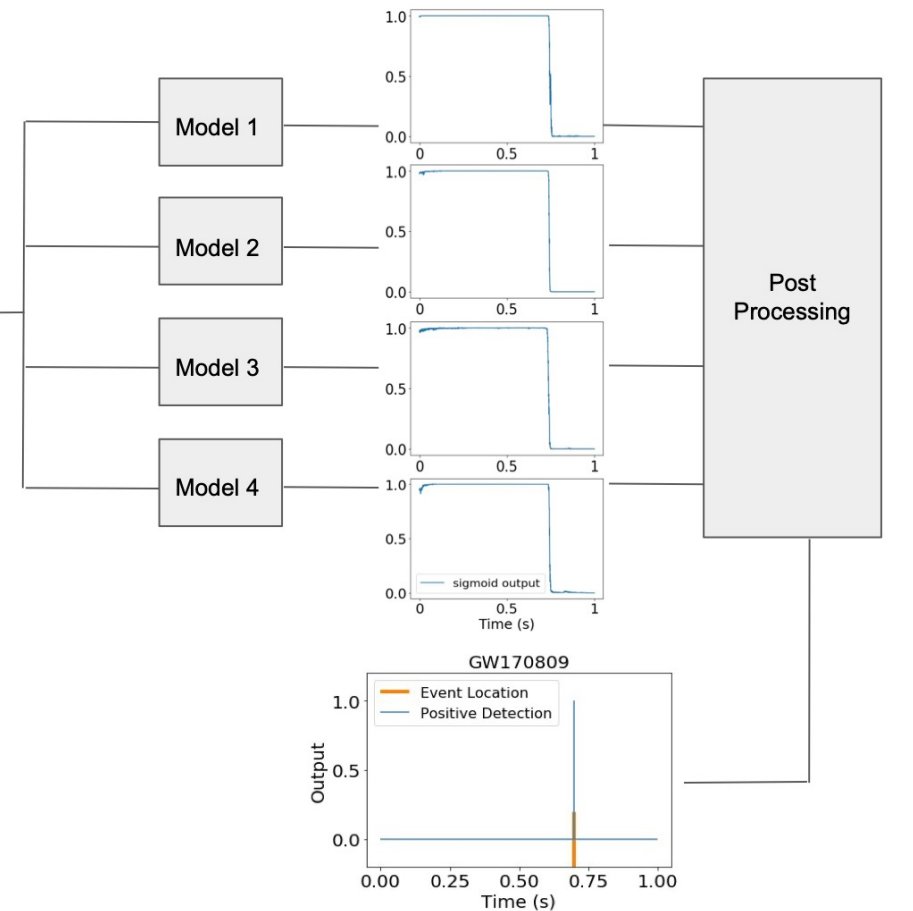 1.0
0.5
0.0
0 0.5 1
Model 1
1.0
0.5
0.0
0 0.5 1
Model 2
1.0
0.5
0.0
0 0.5 1
Model 3
1.0
0.5
0.0
sigmoid output
0 0.5 1
Time (s)
Model 4
Post
Processing
GW170809
Event Location
Positive Detection
Output
1.0
0.5
0.0
0.00 0.25 0.50 0.75 1.00
Time (s)